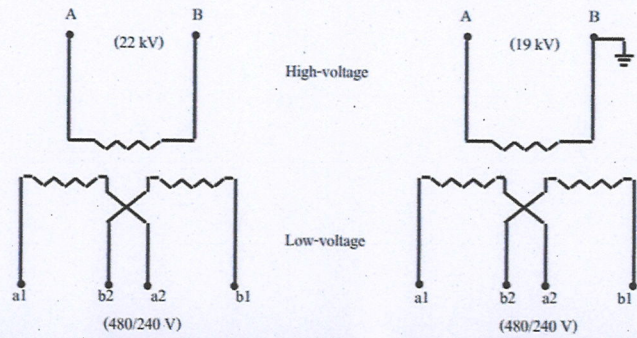 A B A B
(22 kV) (19 kV)
High-voltage
Low-voltage
a1 b2 a2 b1 a1 b2 a2 b1
(480/240 V) (480/240 V)